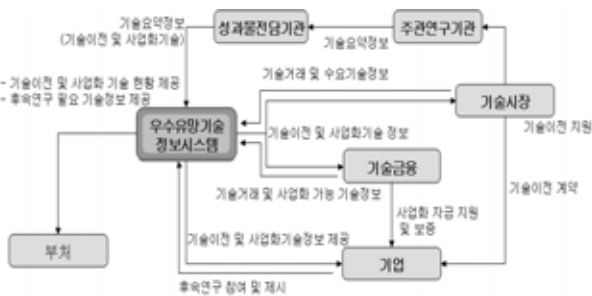 기술요약정보
(기술이전 및 사업화기술)
성과물전담기관
기술요약정보
주관연구기관
- 기술이전 및 사업화 기술 현황 제공
- 후속연구 필요 기술정보 제공
기술거래 및 수요기술정보
기술시장
기술이전 지원
우수유망기술
정보시스템
기술이전 및 사업화기술 정보
기술금융
기술거래 및 사업화 가능 기술정보
기술이전 계약
사업화 자금 지원
및 보증
부처
기술이전 및 사업화기술정보 제공
기업
후속연구 참여 및 제시